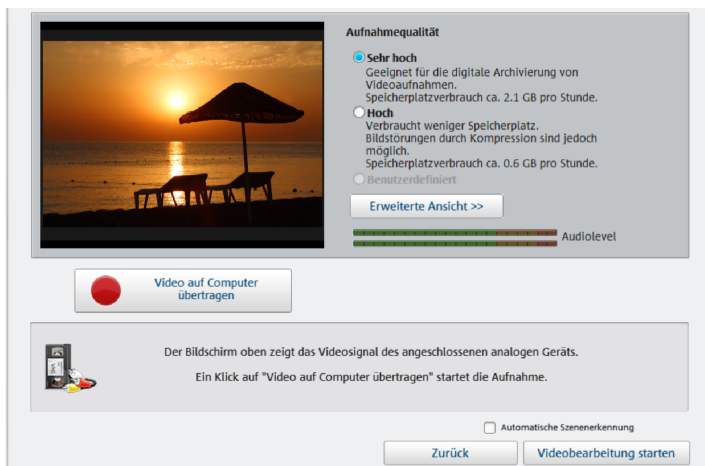 Aufnahmequalität
Sehr hoch
Geeignet für die digitale Archivierung von
Videoaufnahmen.
Speicherplatzverbrauch ca. 2.1 GB pro Stunde.
Hoch
Verbraucht weniger Speicherplatz.
Bildstörungen durch Kompression sind jedoch
möglich.
Speicherplatzverbrauch ca. 0.6 GB pro Stunde.
Benutzerdefiniert
Erweiterte Ansicht >>
Audiolevel
Video auf Computer
übertragen
Der Bildschirm oben zeigt das Videosignal des angeschlossenen analogen Geräts.
Ein Klick auf "Video auf Computer übertragen" startet die Aufnahme.
Automatische Szenenerkennung
Zurück
Videobearbeitung starten